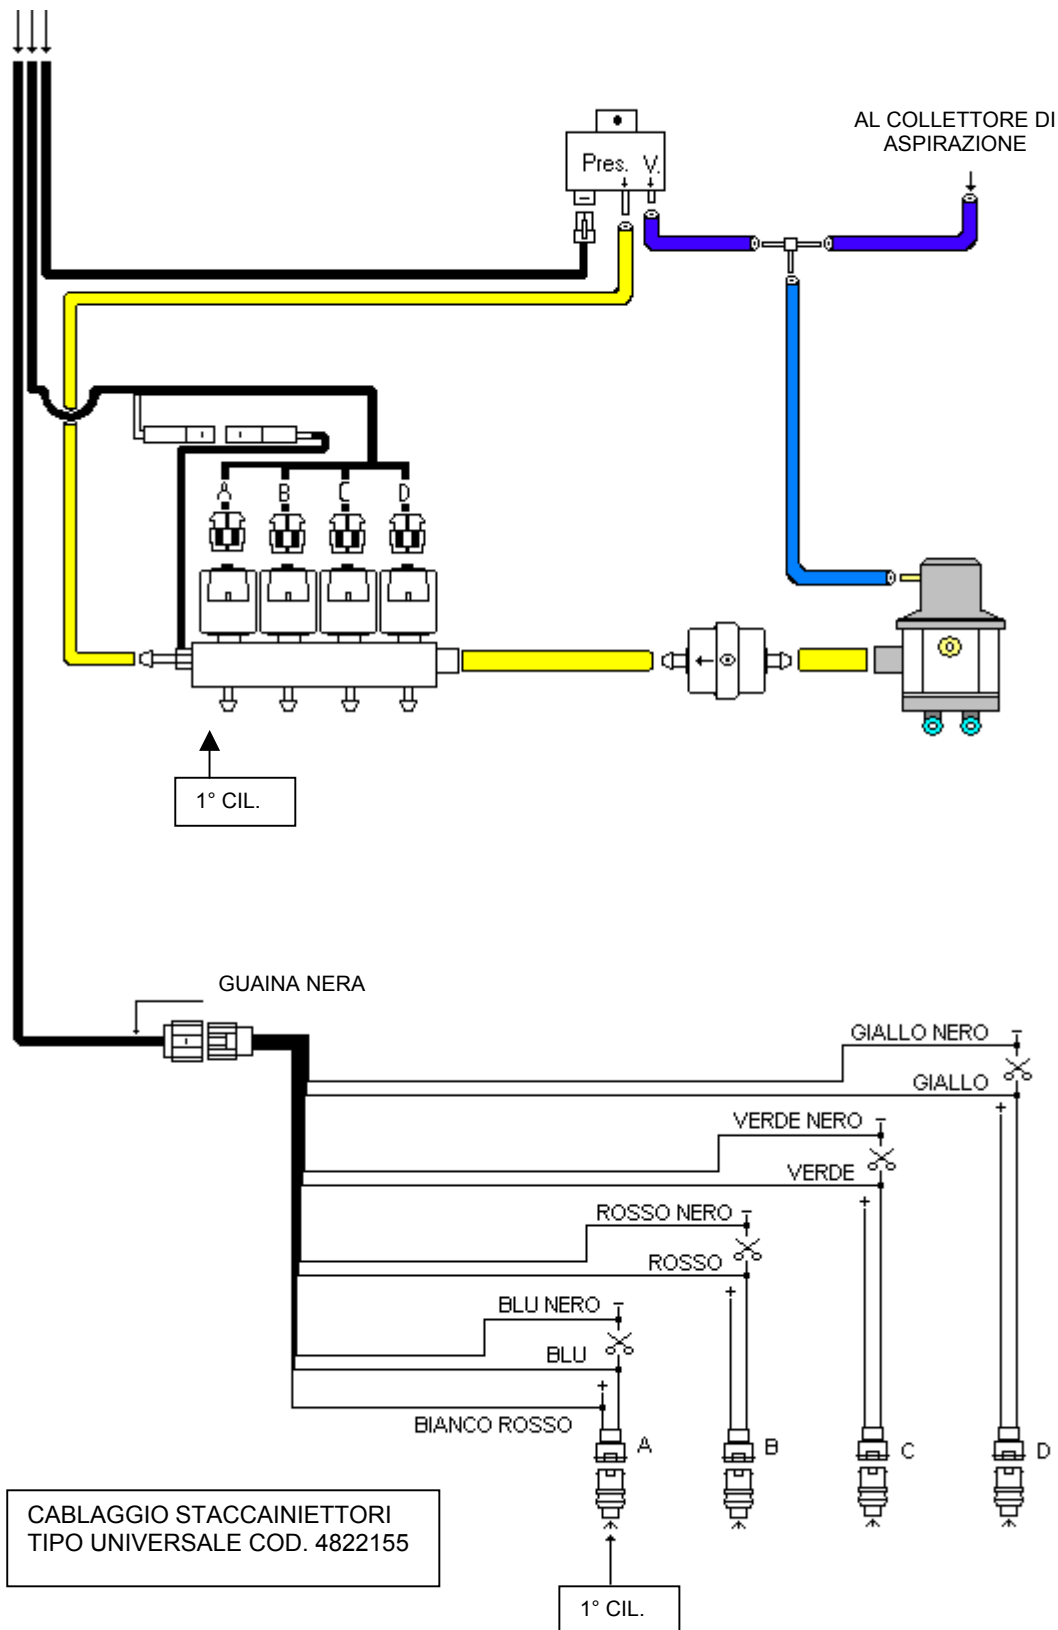 AL COLLETTORE DI
ASPIRAZIONE
Pres. V.
A B C D
1° CIL.
GUAINA NERA
GIALLO NERO -
GIALLO
+
VERDE NERO -
VERDE
+
ROSSO NERO -
ROSSO
+
BLU NERO -
BLU
+
BIANCO ROSSO
A B C D
CABLAGGIO STACCAINIETTORI
TIPO UNIVERSALE COD. 4822155
1° CIL.